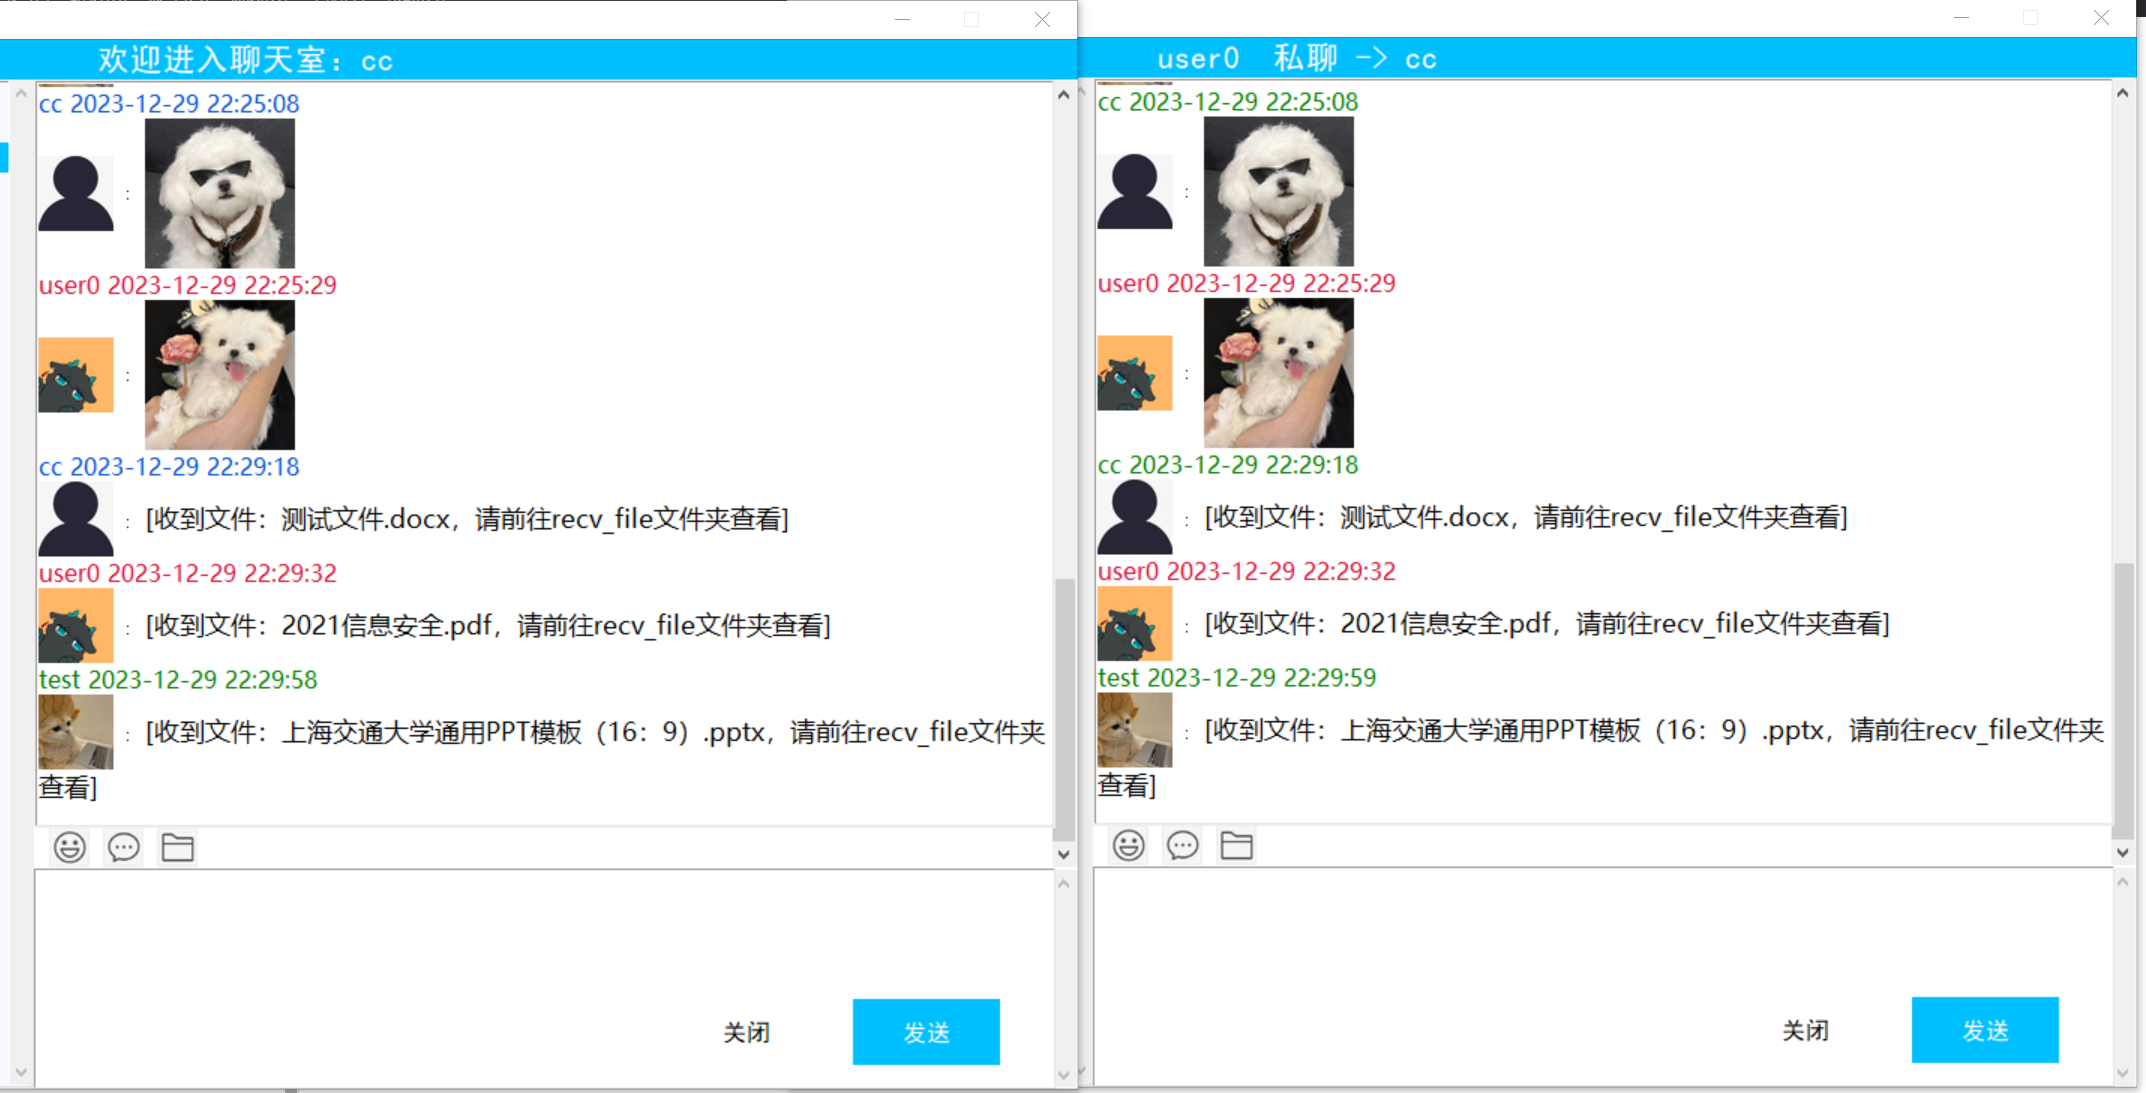 欢迎进入聊天室：cc
cc 2023-12-29 22:25:08
:
user0 2023-12-29 22:25:29
:
cc 2023-12-29 22:29:18
: [收到文件：测试文件.docx，请前往recv_file文件夹查看]
user0 2023-12-29 22:29:32
: [收到文件：2021信息安全.pdf，请前往recv_file文件夹查看]
test 2023-12-29 22:29:58
: [收到文件：上海交通大学通用PPT模板（16：9）.pptx，请前往recv_file文件夹
查看]
关闭
发送
user0 私聊 -> cc
cc 2023-12-29 22:25:08
:
user0 2023-12-29 22:25:29
:
cc 2023-12-29 22:29:18
: [收到文件：测试文件.docx，请前往recv_file文件夹查看]
user0 2023-12-29 22:29:32
: [收到文件：2021信息安全.pdf，请前往recv_file文件夹查看]
test 2023-12-29 22:29:59
: [收到文件：上海交通大学通用PPT模板（16：9）.pptx，请前往recv_file文件夹
查看]
关闭
发送